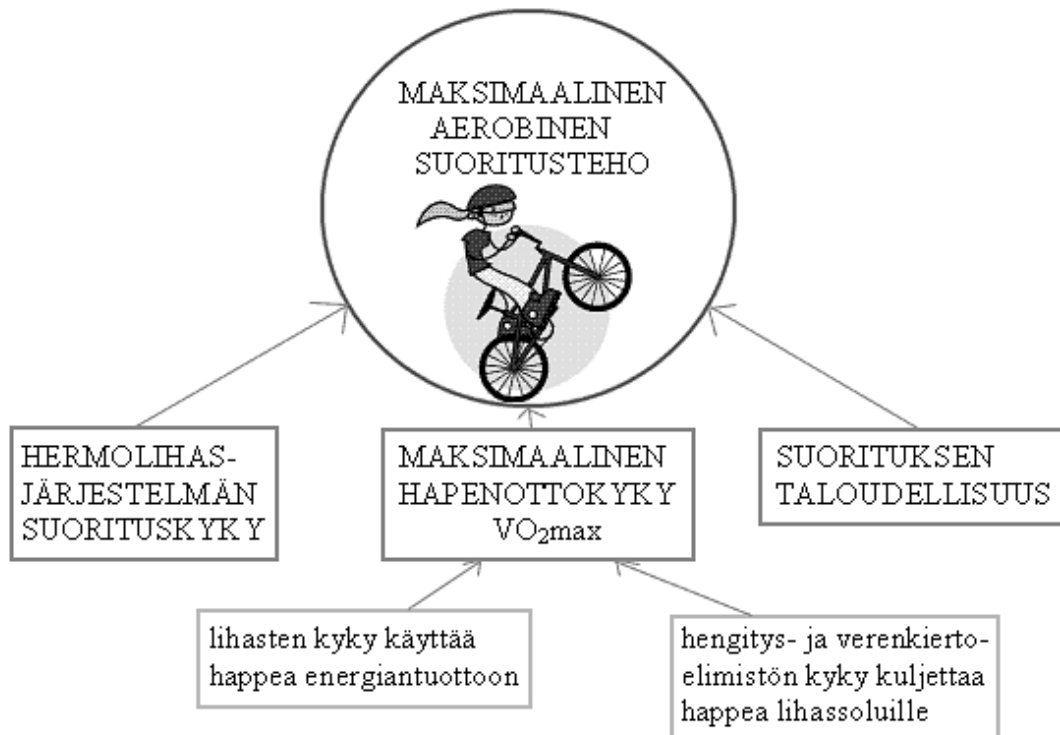 MAKSIMAALINEN
AEROBINEN
SUORITUSTEHO
HERMOLIHAS-
JÄRJESTELMÄN
SUORITUSKYKY
MAKSIMAALINEN
HAPENOTTOKYKY
VO₂max
SUORITUKSEN
TALOUDELLISUUS
lihasten kyky käyttää
happea energiantuottoon
hengitys- ja verenkierto-
elimistön kyky kuljettaa
happea lihassoluille